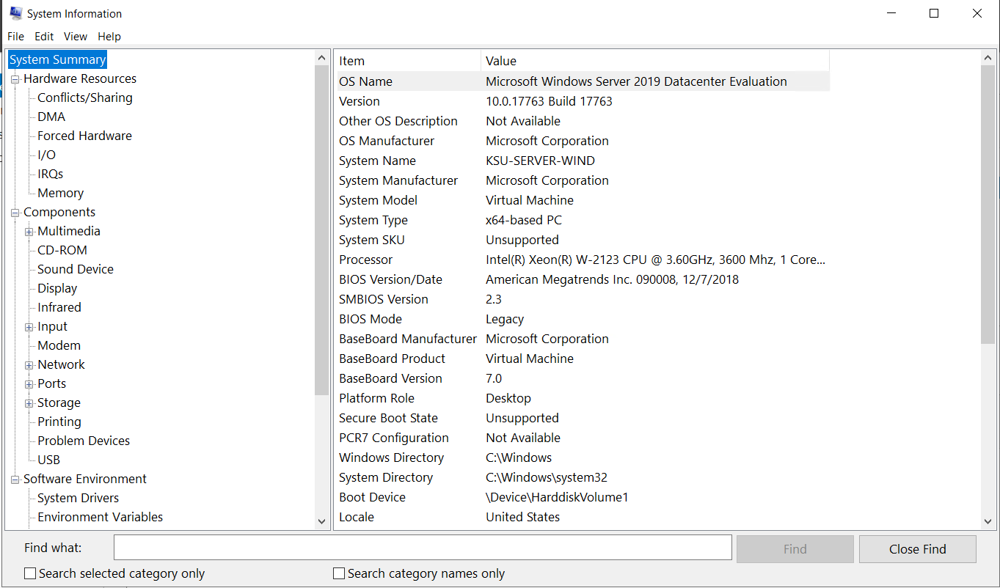 System Information
File Edit View Help
System Summary
Hardware Resources
Conflicts/Sharing
DMA
Forced Hardware
I/O
IRQs
Memory
Components
Multimedia
CD-ROM
Sound Device
Display
Infrared
Input
Modem
Network
Ports
Storage
Printing
Problem Devices
USB
Software Environment
System Drivers
Environment Variables
Item Value
OS Name Microsoft Windows Server 2019 Datacenter Evaluation
Version 10.0.17763 Build 17763
Other OS Description Not Available
OS Manufacturer Microsoft Corporation
System Name KSU-SERVER-WIND
System Manufacturer Microsoft Corporation
System Model Virtual Machine
System Type x64-based PC
System SKU Unsupported
Processor Intel(R) Xeon(R) W-2123 CPU @ 3.60GHz, 3600 Mhz, 1 Core...
BIOS Version/Date American Megatrends Inc. 090008, 12/7/2018
SMBIOS Version 2.3
BIOS Mode Legacy
BaseBoard Manufacturer Microsoft Corporation
BaseBoard Product Virtual Machine
BaseBoard Version 7.0
Platform Role Desktop
Secure Boot State Unsupported
PCR7 Configuration Not Available
Windows Directory C:\Windows
System Directory C:\Windows\system32
Boot Device \Device\HarddiskVolume1
Locale United States
Find what: Find Close Find
Search selected category only Search category names only